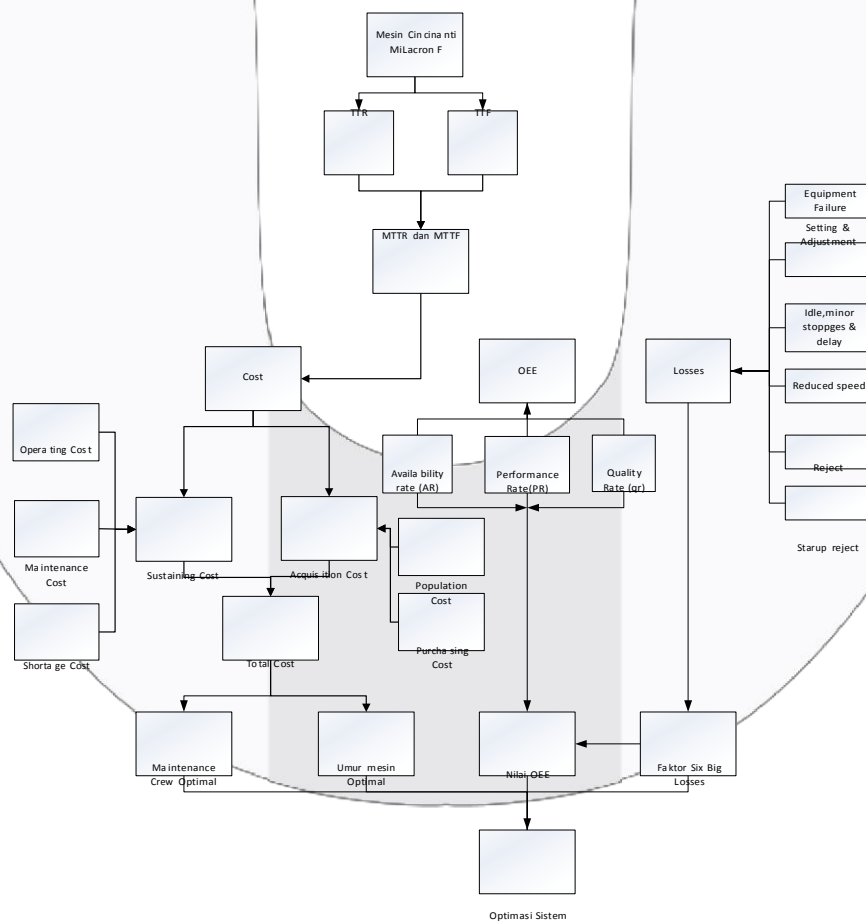 Mesin Cincinanti
MiLacron F
TTR
TTF
MTTR dan MTTF
Equipment
Failure
Setting &
Adjustment
Idle,minor
stoppges &
delay
Reduced speed
Reject
Starup reject
Cost
OEE
Losses
Operating Cost
Maintenance
Cost
Shortage Cost
Availability
rate (AR)
Performance
Rate(PR)
Quality
Rate (qr)
Sustaining Cost
Acquisition Cost
Population
Cost
Purchasing
Cost
Total Cost
Maintenance
Crew Optimal
Umur mesin
Optimal
Nilai OEE
Faktor Six Big
Losses
Optimasi Sistem